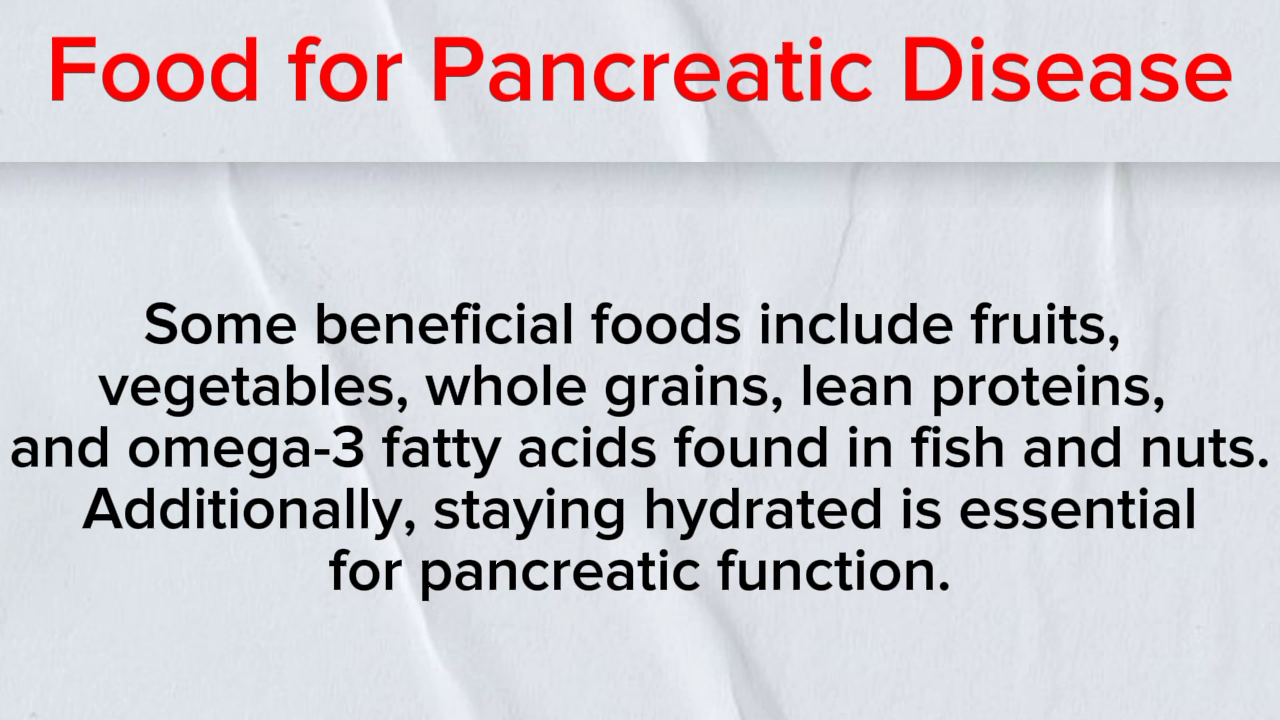 Food for Pancreatic Disease
Some beneficial foods include fruits,
vegetables, whole grains, lean proteins,
and omega-3 fatty acids found in fish and nuts.
Additionally, staying hydrated is essential
for pancreatic function.